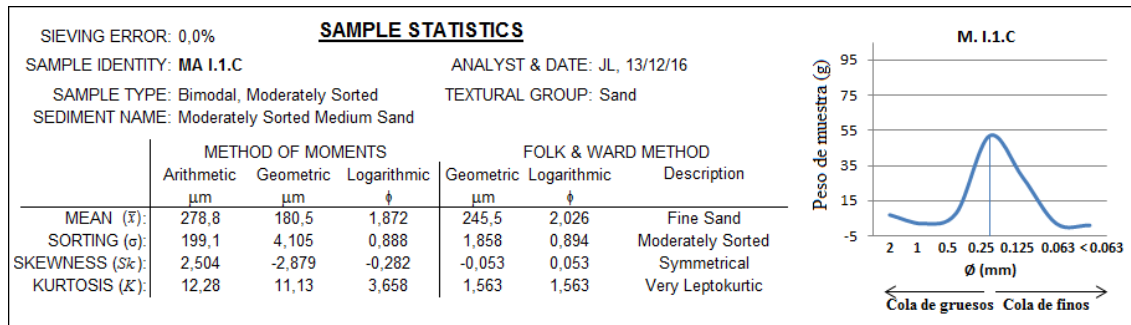 SAMPLE STATISTICS
SIEVING ERROR: 0,0%
SAMPLE IDENTITY: MA I.1.C ANALYST & DATE: JL, 13/12/16
SAMPLE TYPE: Bimodal, Moderately Sorted TEXTURAL GROUP: Sand
SEDIMENT NAME: Moderately Sorted Medium Sand
METHOD OF MOMENTS FOLK & WARD METHOD
Arithmetic Geometric Logarithmic Geometric Logarithmic Description
μm μm ϕ μm ϕ
MEAN (x̄): 278,8 180,5 1,872 245,5 2,026 Fine Sand
SORTING (σ): 199,1 4,105 0,888 1,858 0,894 Moderately Sorted
SKEWNESS (Sk): 2,504 -2,879 -0,282 -0,053 0,053 Symmetrical
KURTOSIS (K): 12,28 11,13 3,658 1,563 1,563 Very Leptokurtic
M. I.1.C
Peso de muestra (g)
95
75
55
35
15
-5
2 1 0.5 0.25 0.125 0.063 < 0.063
Ø (mm)
Cola de gruesos Cola de finos